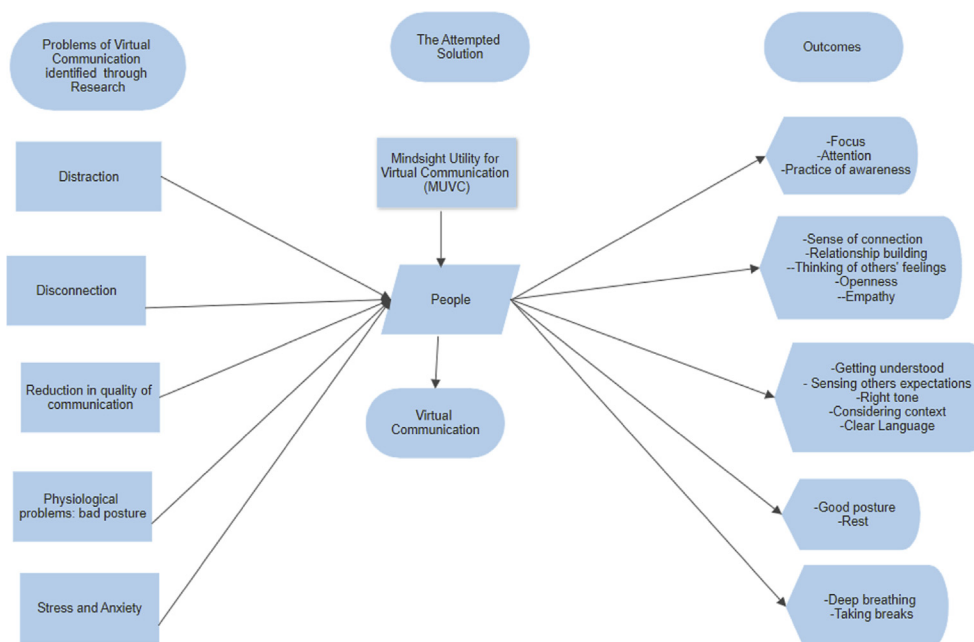 Problems of Virtual
Communication
identified through
Research
The Attempted
Solution
Outcomes
Distraction
Disconnection
Reduction in quality of
communication
Physiological
problems: bad posture
Stress and Anxiety
Mindsight Utility for
Virtual Communication
(MUVC)
People
Virtual
Communication
-Focus
-Attention
-Practice of awareness
-Sense of connection
-Relationship building
--Thinking of others' feelings
-Openness
--Empathy
-Getting understood
- Sensing others expectations
-Right tone
-Considering context
-Clear Language
-Good posture
-Rest
-Deep breathing
-Taking breaks